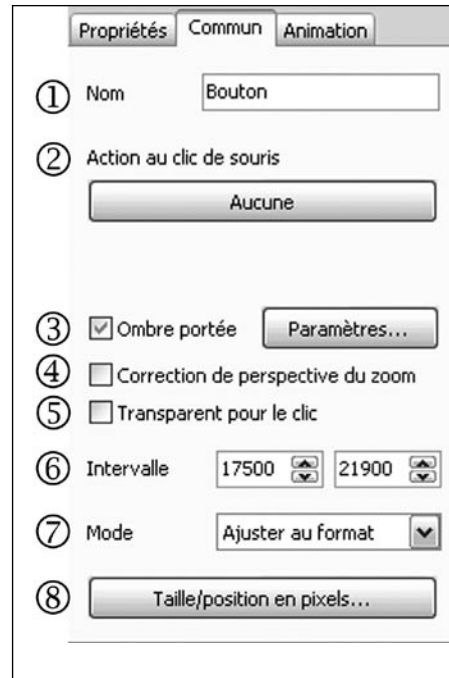 Propriétés Commun Animation
① Nom Bouton
② Action au clic de souris
Aucune
③ Ombre portée Paramètres...
④ Correction de perspective du zoom
⑤ Transparent pour le clic
⑥ Intervalle 17500 21900
⑦ Mode Ajuster au format
⑧ Taille/position en pixels...